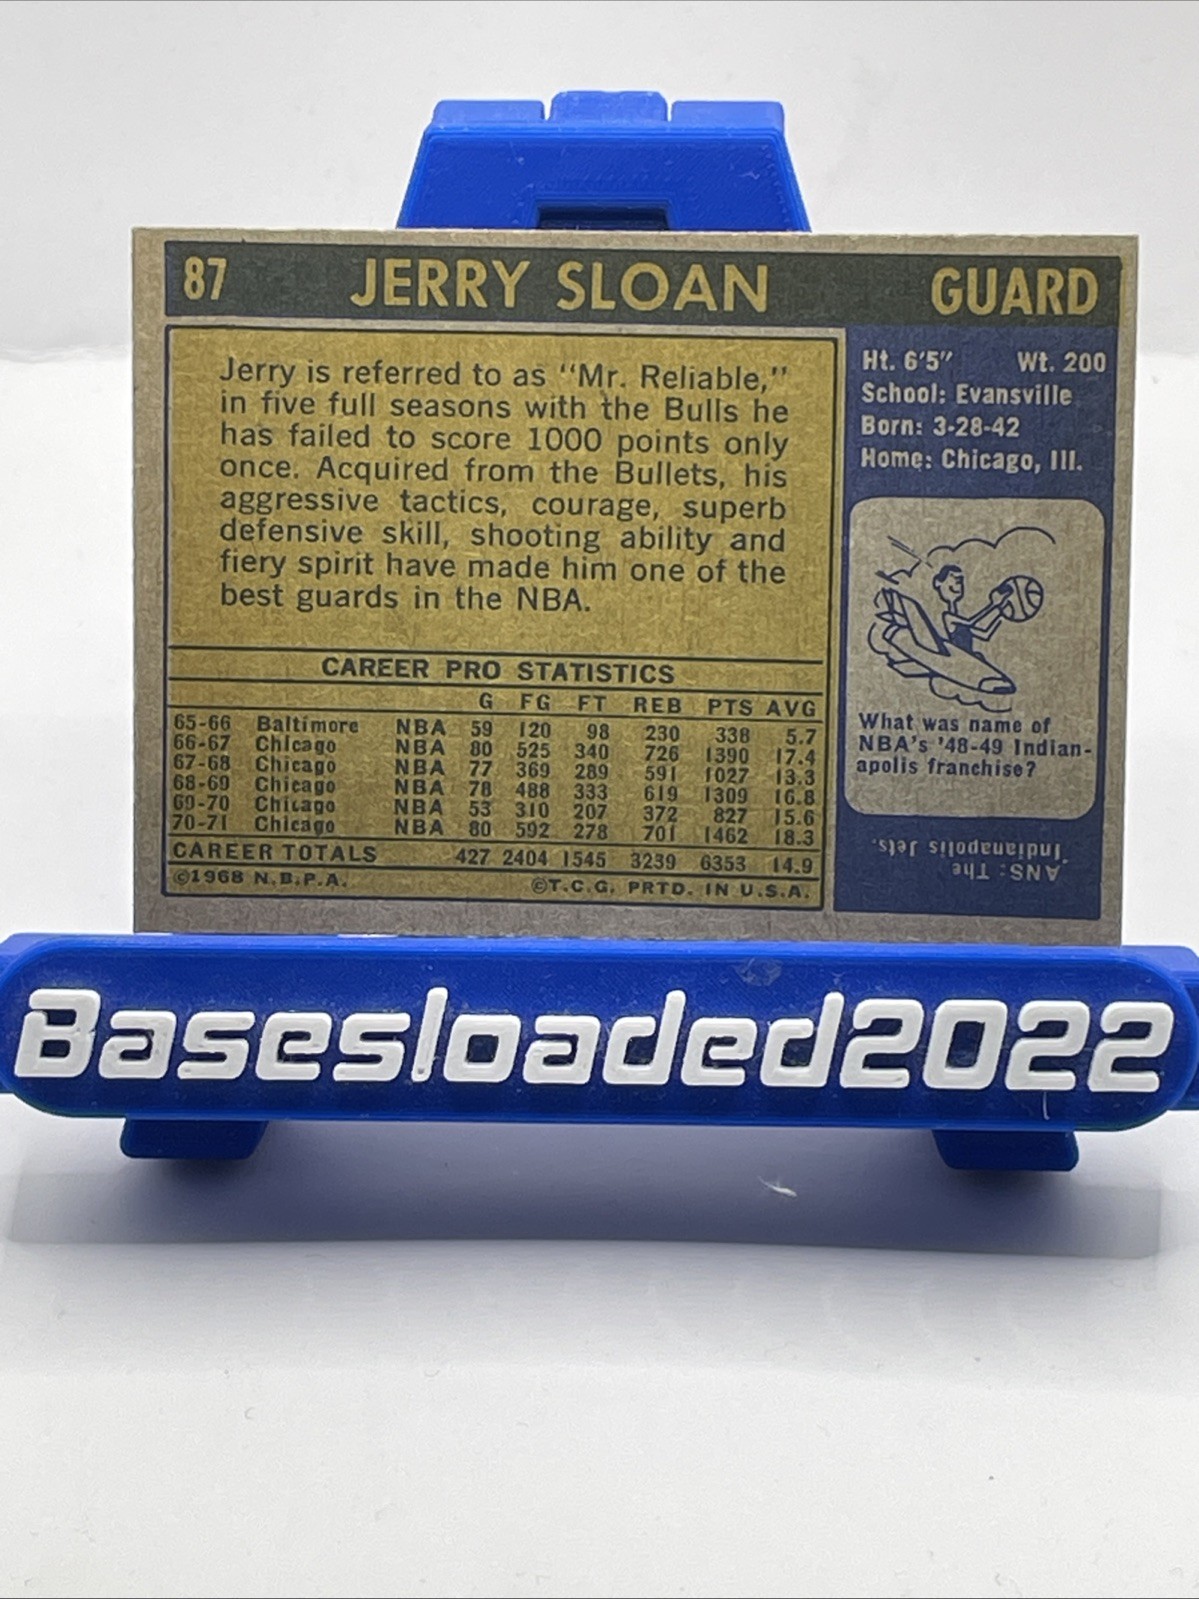 87 JERRY SLOAN GUARD
Jerry is referred to as "Mr. Reliable,"
in five full seasons with the Bulls he
has failed to score 1000 points only
once. Acquired from the Bullets, his
aggressive tactics, courage, superb
defensive skill, shooting ability and
fiery spirit have made him one of the
best guards in the NBA.
CAREER PRO STATISTICS
G FG FT REB PTS AVG
65-66 Baltimore NBA 59 120 98 230 338 5.7
66-67 Chicago NBA 80 525 340 726 1390 17.4
67-68 Chicago NBA 77 369 289 591 1027 13.3
68-69 Chicago NBA 78 488 333 619 1309 16.8
69-70 Chicago NBA 53 310 207 372 827 15.6
70-71 Chicago NBA 80 592 278 701 1462 18.3
CAREER TOTALS 427 2404 1545 3239 6353 14.9
©1968 N.B.P.A. ©T.C.G. PRTD. IN U.S.A.
Ht. 6'5" Wt. 200
School: Evansville
Born: 3-28-42
Home: Chicago, Ill.
What was name of
NBA's '48-49 Indian-
apolis franchise?
ANS: The
Indianapolis Jets.
Basesloaded2022